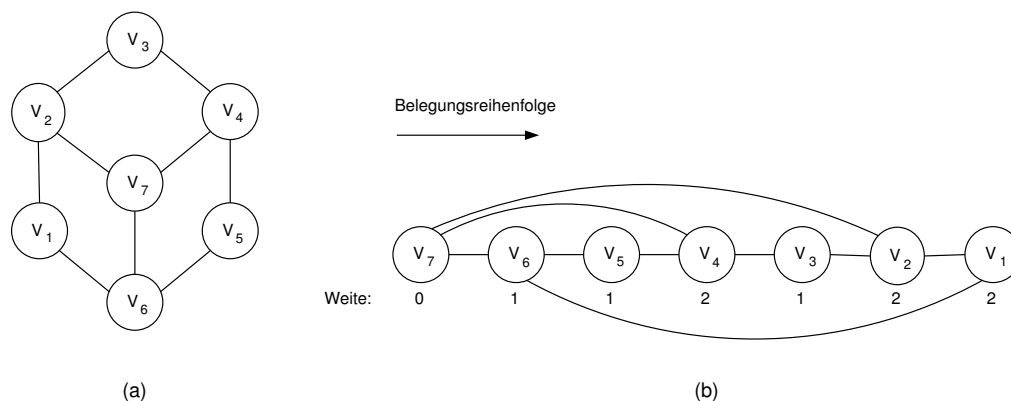 V3
V2
V4
V7
V1
V5
V6
(a)
Belegungsreihenfolge
V7 V6 V5 V4 V3 V2 V1
Weite: 0 1 1 2 1 2 2
(b)